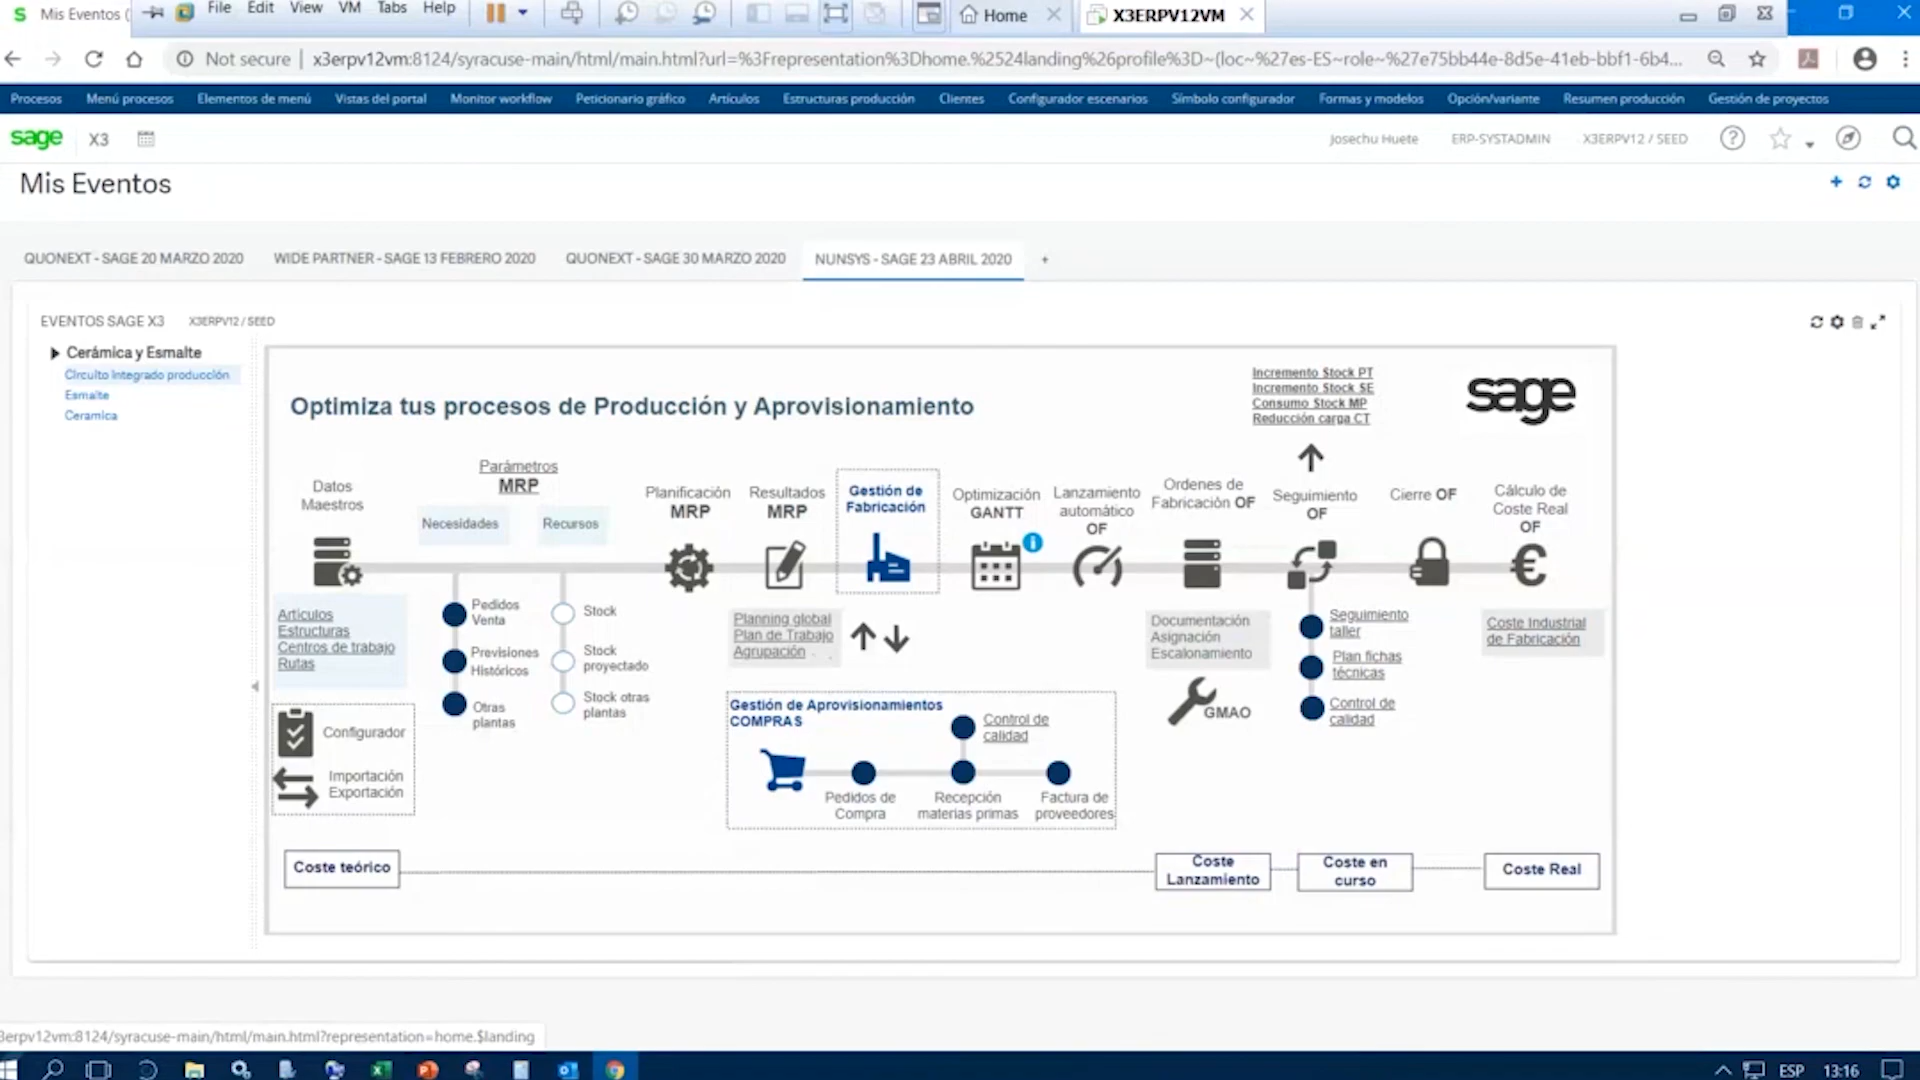 Mis Eventos (
File Edit View VM Tabs Help
Home
X3ERPV12VM
Not secure | x3erpv12vm:8124/syracuse-main/html/main.html?url=%3Frepresentation%3Dhome.%2524landing%26profile%3D~(loc~%27es-ES~role~%27e75bb44e-8d5e-41eb-bbf1-6b4...
Procesos Menú procesos Elementos de menú Vistas del portal Monitor workflow Peticionario gráfico Artículos Estructuras producción Clientes Configurador escenarios Símbolo configurador Formas y modelos Opción/variante Resumen producción Gestión de proyectos
sage X3
Josechu Huete ERP-SYSTADMIN X3ERPV12 / SEED
Mis Eventos
QUONEXT - SAGE 20 MARZO 2020 WIDE PARTNER - SAGE 13 FEBRERO 2020 QUONEXT - SAGE 30 MARZO 2020 NUNSYS - SAGE 23 ABRIL 2020 +
EVENTOS SAGE X3 X3ERPV12 / SEED
Cerámica y Esmalte
Circuito Integrado producción
Esmalte
Ceramica
Optimiza tus procesos de Producción y Aprovisionamiento
Incremento Stock PT
Incremento Stock SE
Consumo Stock MP
Reducción carga CT
sage
Datos
Maestros
Parámetros
MRP
Necesidades
Recursos
Planificación
MRP
Resultados
MRP
Gestión de
Fabricación
Optimización
GANTT
Lanzamiento
automático
OF
Ordenes de
Fabricación OF
Seguimiento
OF
Cierre OF
Cálculo de
Coste Real
OF
Artículos
Estructuras
Centros de trabajo
Rutas
Pedidos
Venta
Previsiones
Históricos
Otras
plantas
Stock
Stock
proyectado
Stock otras
plantas
Planning global
Plan de Trabajo
Agrupación
Documentación
Asignación
Escalonamiento
GMAO
Seguimiento
taller
Plan fichas
técnicas
Control de
calidad
Coste Industrial
de Fabricación
Configurador
Importación
Exportación
Gestión de Aprovisionamientos
COMPRAS
Control de
calidad
Pedidos de
Compra
Recepción
materias primas
Factura de
proveedores
Coste teórico
Coste
Lanzamiento
Coste en
curso
Coste Real
3erpv12vm:8124/syracuse-main/html/main.html?representation=home.$landing
ESP 13:16